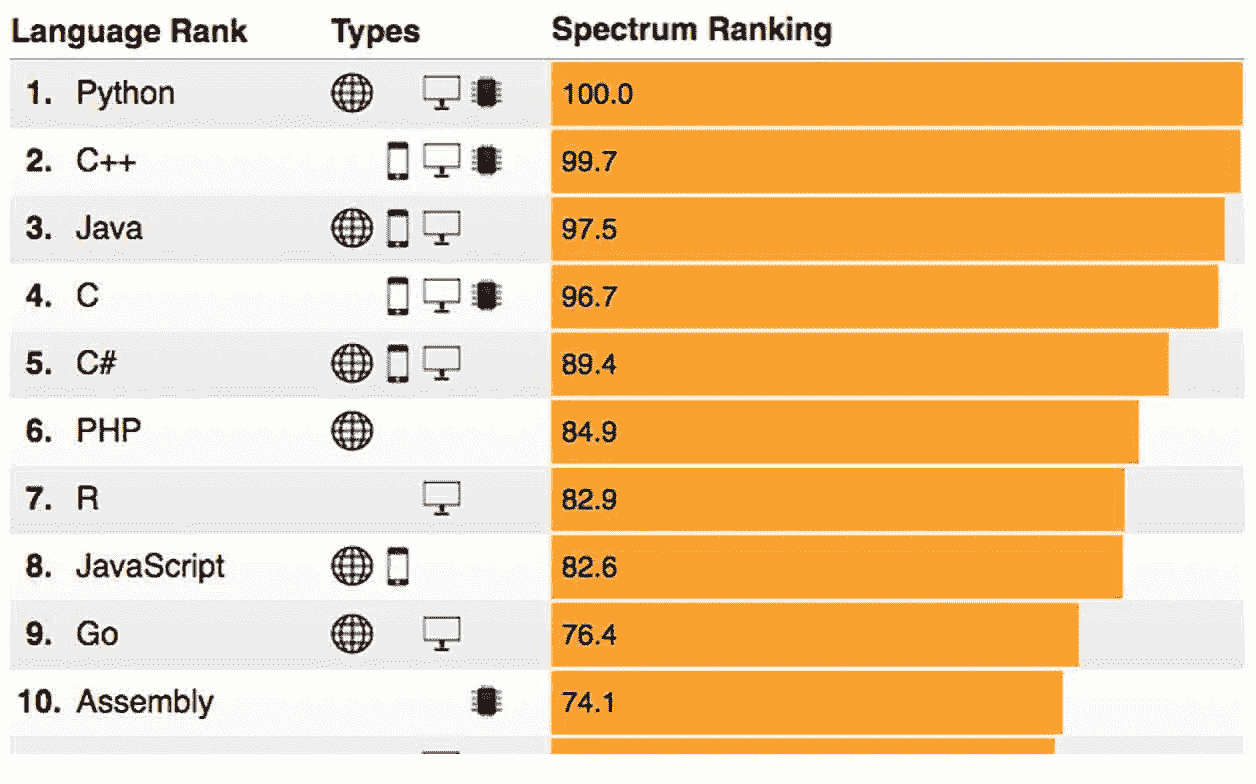 Language Rank Types Spectrum Ranking
1. Python 100.0
2. C++ 99.7
3. Java 97.5
4. C 96.7
5. C# 89.4
6. PHP 84.9
7. R 82.9
8. JavaScript 82.6
9. Go 76.4
10. Assembly 74.1